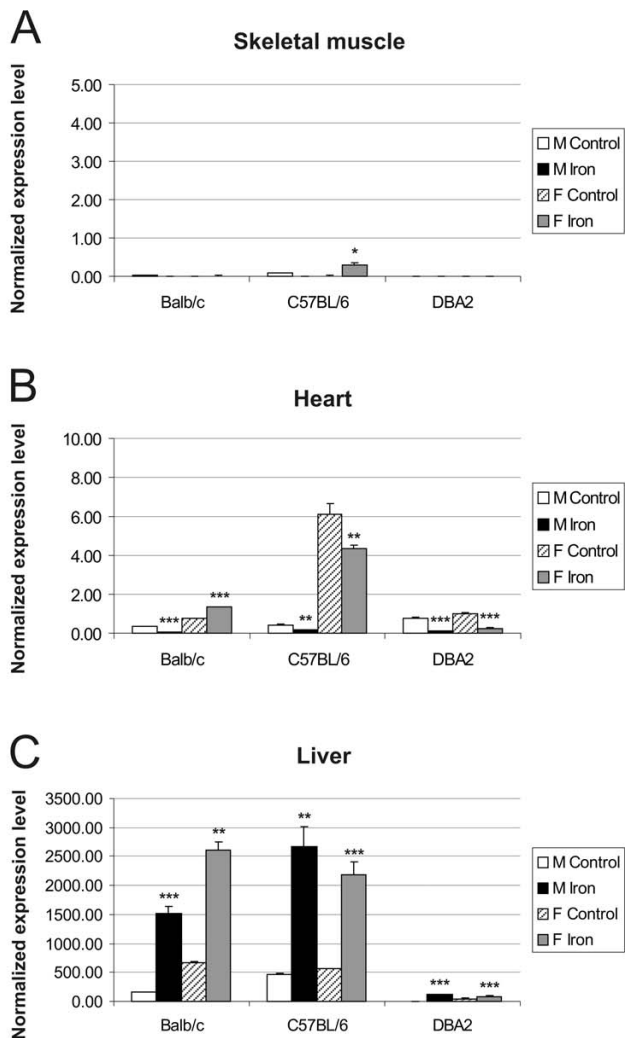 A
Skeletal muscle
Normalized expression level
5.00
4.00
3.00
2.00
1.00
0.00
*
Balb/c C57BL/6 DBA2
M Control
M Iron
F Control
F Iron
B
Heart
Normalized expression level
10.00
8.00
6.00
4.00
2.00
0.00
*** *** ** ** *** ***
Balb/c C57BL/6 DBA2
M Control
M Iron
F Control
F Iron
C
Liver
Normalized expression level
3500.00
3000.00
2500.00
2000.00
1500.00
1000.00
500.00
0.00
*** ** ** *** *** ***
Balb/c C57BL/6 DBA2
M Control
M Iron
F Control
F Iron